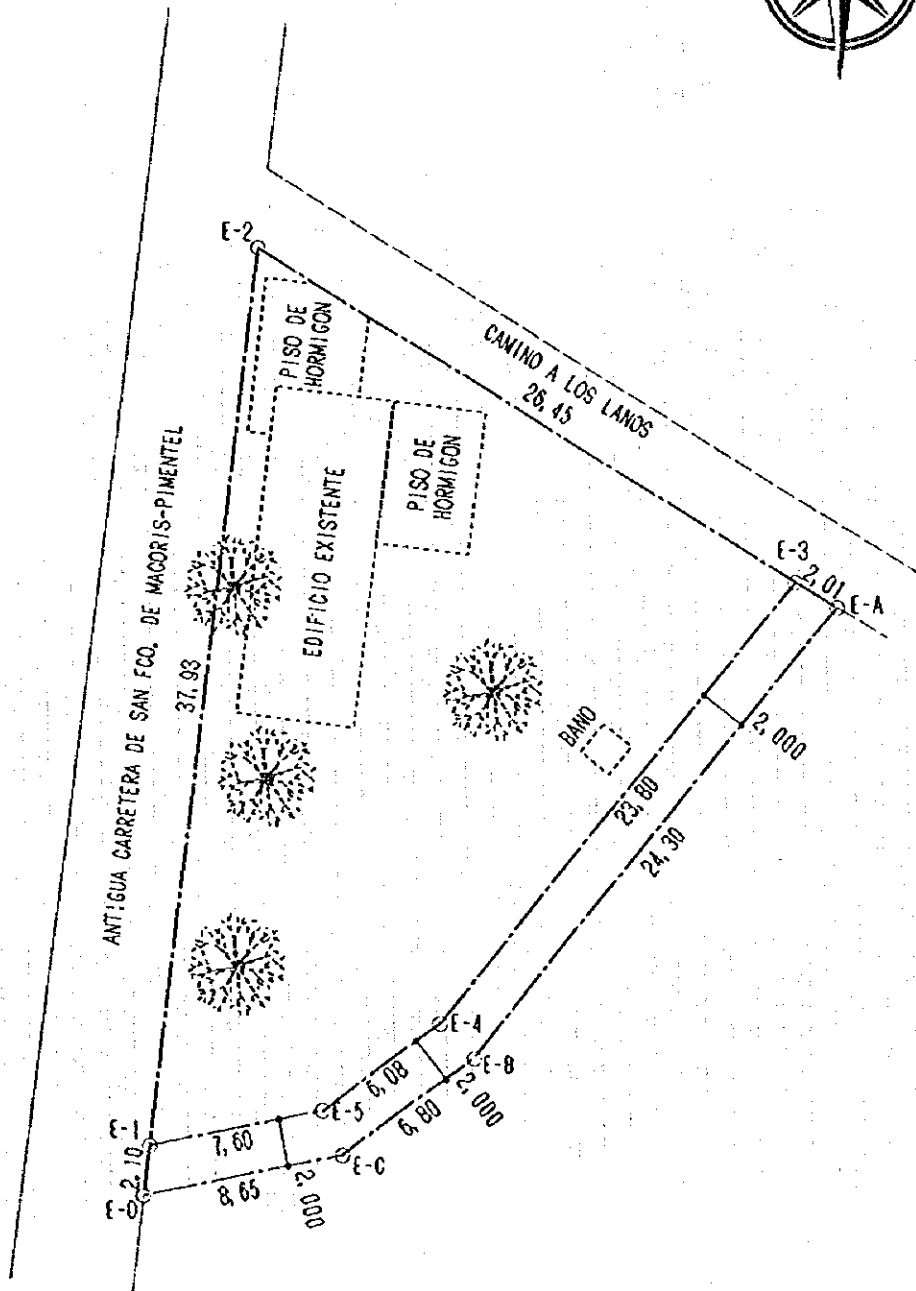 E-2
PISO DE
HORMIGON
CAMINO A LOS LANOS
26,45
ANTIGUA CARRETERA DE SAN FCO. DE MACORIS-PIMENTEL
37.93
EDIFICIO EXISTENTE
PISO DE
HORMIGON
E-3
2,01
E-A
BANO
2,000
23,80
24,30
E-4
E-B
6,08
2,000
E-5
6,80
E-1
7,60
E-C
2,10
8,65
2,000
E-D